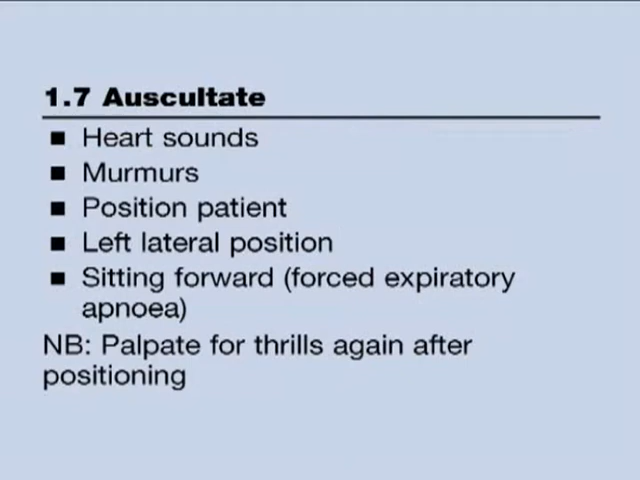 1.7 Auscultate
■ Heart sounds
■ Murmurs
■ Position patient
■ Left lateral position
■ Sitting forward (forced expiratory
apnoea)
NB: Palpate for thrills again after
positioning